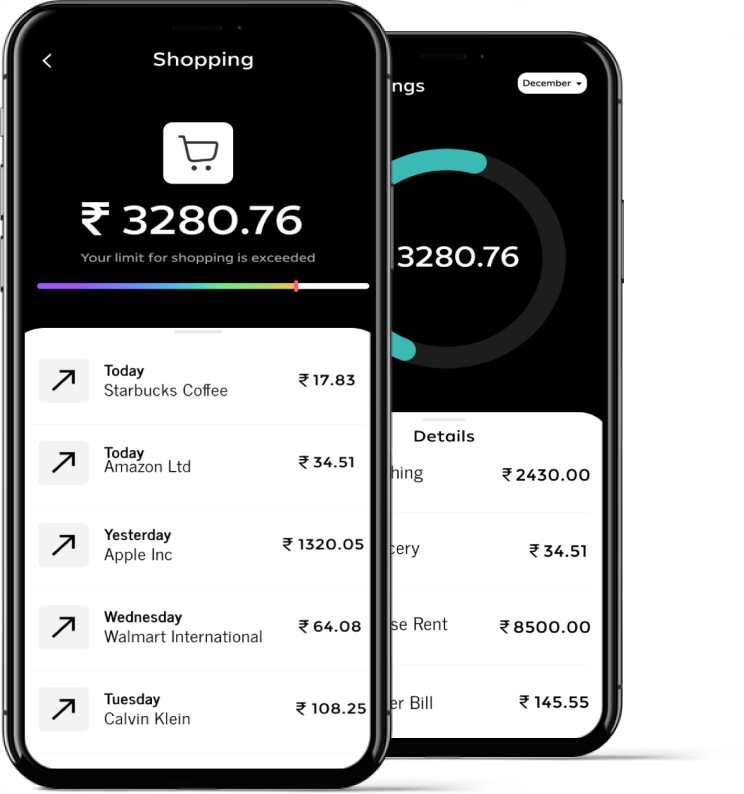 Shopping
₹ 3280.76
Your limit for shopping is exceeded
Today
Starbucks Coffee
₹ 17.83
Today
Amazon Ltd
₹ 34.51
Yesterday
Apple Inc
₹ 1320.05
Wednesday
Walmart International
₹ 64.08
Tuesday
Calvin Klein
₹ 108.25
ngs
December
3280.76
Details
hing
₹ 2430.00
cery
₹ 34.51
se Rent
₹ 8500.00
er Bill
₹ 145.55